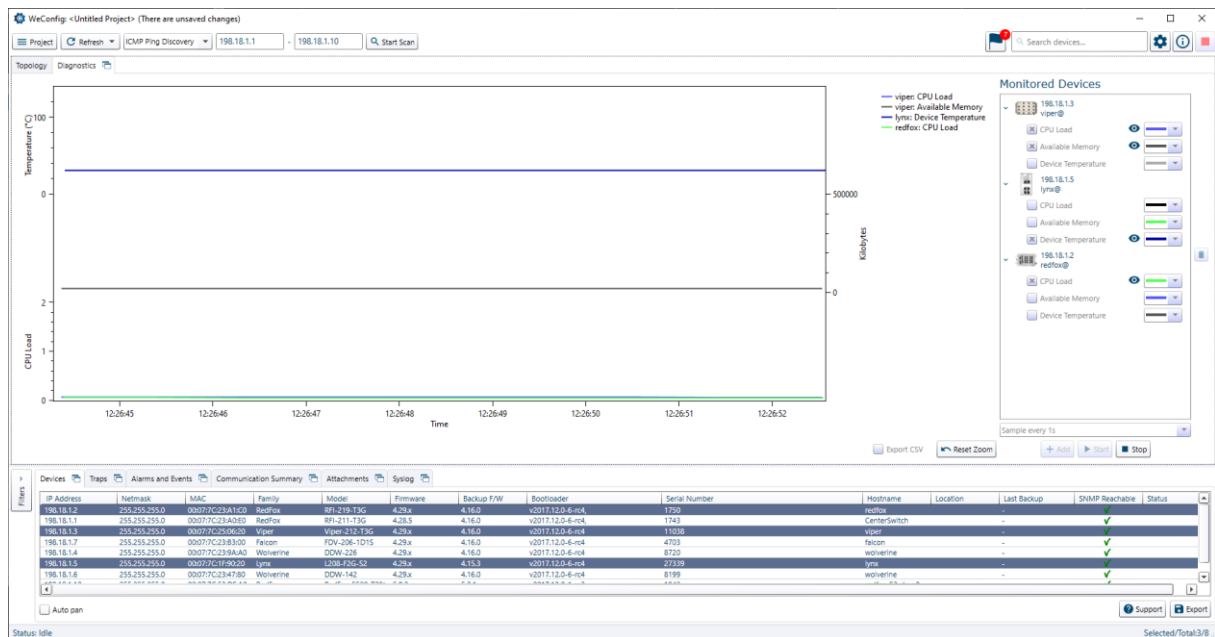 WeConfig: <Untitled Project> (There are unsaved changes)
Project Refresh ICMP Ping Discovery 198.18.1.1 - 198.18.1.10 Start Scan 7 Search devices...
Topology Diagnostics
Temperature (°C)
100
0
Kilobytes
500000
0
CPU Load
2
1
0
12:26:45 12:26:46 12:26:47 12:26:48 12:26:49 12:26:50 12:26:51 12:26:52
Time
viper: CPU Load
viper: Available Memory
lynx: Device Temperature
redfox: CPU Load
Monitored Devices
198.18.1.3
viper@
CPU Load
Available Memory
Device Temperature
198.18.1.5
lynx@
CPU Load
Available Memory
Device Temperature
198.18.1.2
redfox@
CPU Load
Available Memory
Device Temperature
Sample every 1s
Export CSV Reset Zoom Add Start Stop
Filters
Devices Traps Alarms and Events Communication Summary Attachments Syslog
IP Address Netmask MAC Family Model Firmware Backup F/W Bootloader Serial Number Hostname Location Last Backup SNMP Reachable Status
198.18.1.2 255.255.255.0 00:07:7C:23:A1:C0 RedFox RFI-219-T3G 4.29.x 4.16.0 v2017.12.0-6-rc4, 1750 redfox -
198.18.1.1 255.255.255.0 00:07:7C:23:A0:E0 RedFox RFI-211-T3G 4.28.5 4.16.0 v2017.12.0-6-rc4, 1743 CenterSwitch -
198.18.1.3 255.255.255.0 00:07:7C:25:06:20 Viper Viper-212-T3G 4.29.x 4.16.0 v2017.12.0-6-rc4 11036 viper -
198.18.1.7 255.255.255.0 00:07:7C:23:83:00 Falcon FDV-206-1D1S 4.29.x 4.16.0 v2017.12.0-6-rc4 4703 falcon -
198.18.1.4 255.255.255.0 00:07:7C:23:9A:A0 Wolverine DDW-226 4.29.x 4.16.0 v2017.12.0-6-rc4 8720 wolverine -
198.18.1.5 255.255.255.0 00:07:7C:1F:90:20 Lynx L208-F2G-S2 4.29.x 4.15.3 v2017.12.0-6-rc4 27339 lynx -
198.18.1.6 255.255.255.0 00:07:7C:23:47:80 Wolverine DDW-142 4.29.x 4.16.0 v2017.12.0-6-rc4 8199 wolverine -
Auto pan Support Export
Status: Idle Selected/Total:3/8